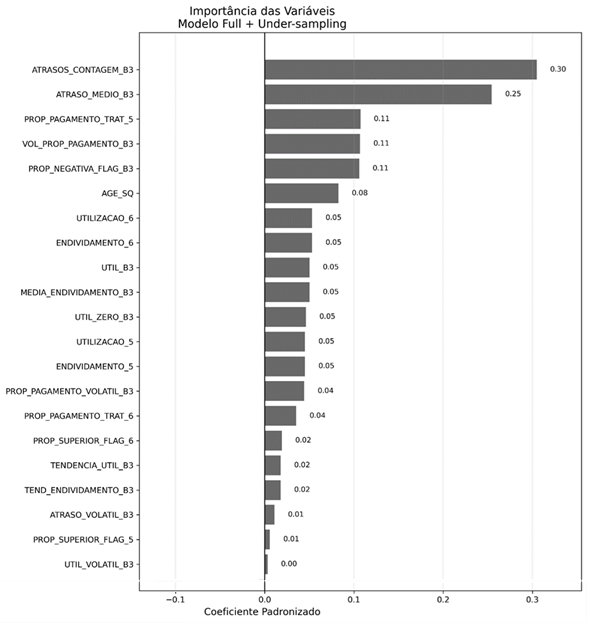 Importância das Variáveis
Modelo Full + Under-sampling
ATRASOS_CONTAGEM_B3 0.30
ATRASO_MEDIO_B3 0.25
PROP_PAGAMENTO_TRAT_5 0.11
VOL_PROP_PAGAMENTO_B3 0.11
PROP_NEGATIVA_FLAG_B3 0.11
AGE_SQ 0.08
UTILIZACAO_6 0.05
ENDIVIDAMENTO_6 0.05
UTIL_B3 0.05
MEDIA_ENDIVIDAMENTO_B3 0.05
UTIL_ZERO_B3 0.05
UTILIZACAO_5 0.05
ENDIVIDAMENTO_5 0.05
PROP_PAGAMENTO_VOLATIL_B3 0.04
PROP_PAGAMENTO_TRAT_6 0.04
PROP_SUPERIOR_FLAG_6 0.02
TENDENCIA_UTIL_B3 0.02
TEND_ENDIVIDAMENTO_B3 0.02
ATRASO_VOLATIL_B3 0.01
PROP_SUPERIOR_FLAG_5 0.01
UTIL_VOLATIL_B3 0.00
−0.1 0.0 0.1 0.2 0.3
Coeficiente Padronizado